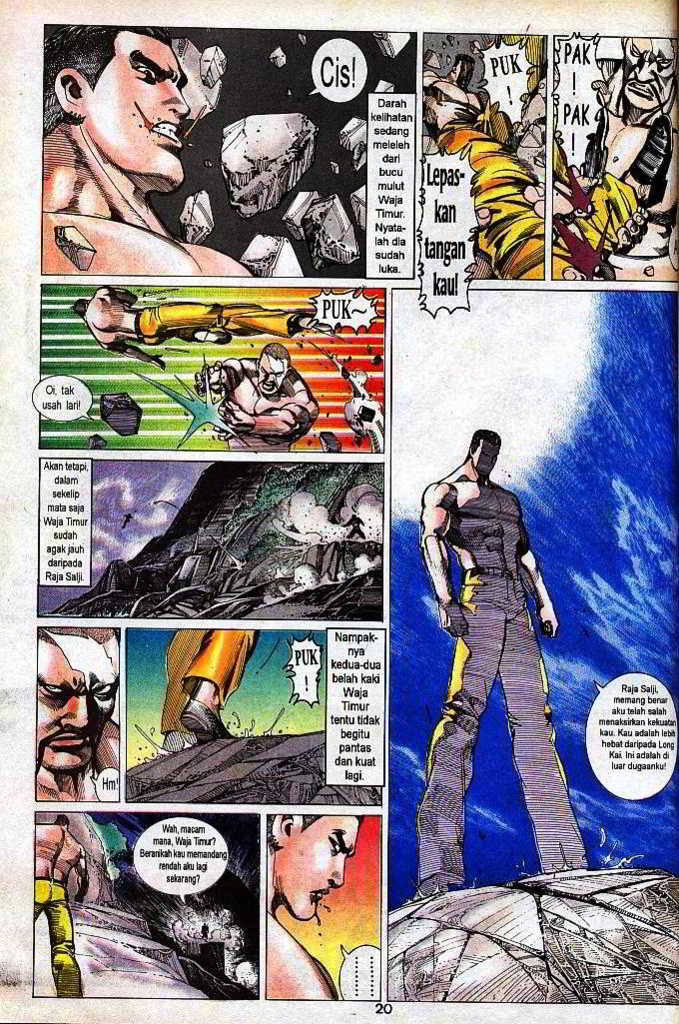 Cis!
Darah
kelihatan
sedang
meleleh
dari
bucu
mulut
Waja
Timur.
Nyata-
lah dia
sudah
luka.
PUK
!
Lepas-
kan
tangan
kau!
PAK
!
PAK
!
PUK~
Oi, tak
usah lari!
Akan tetapi,
dalam
sekelip
mata saja
Waja Timur
sudah
agak jauh
daripada
Raja Salji.
Hm!
PUK
!
Nampak-
nya
kedua-dua
belah kaki
Waja
Timur
tentu tidak
begitu
pantas
dan kuat
lagi.
Wah, macam
mana, Waja Timur?
Beranikah kau memandang
rendah aku lagi
sekarang?
......
Raja Salji,
memang benar
aku telah salah
menaksirkan kekuatan
kau. Kau adalah lebih
hebat daripada Long
Kai. Ini adalah di
luar dugaanku!
20